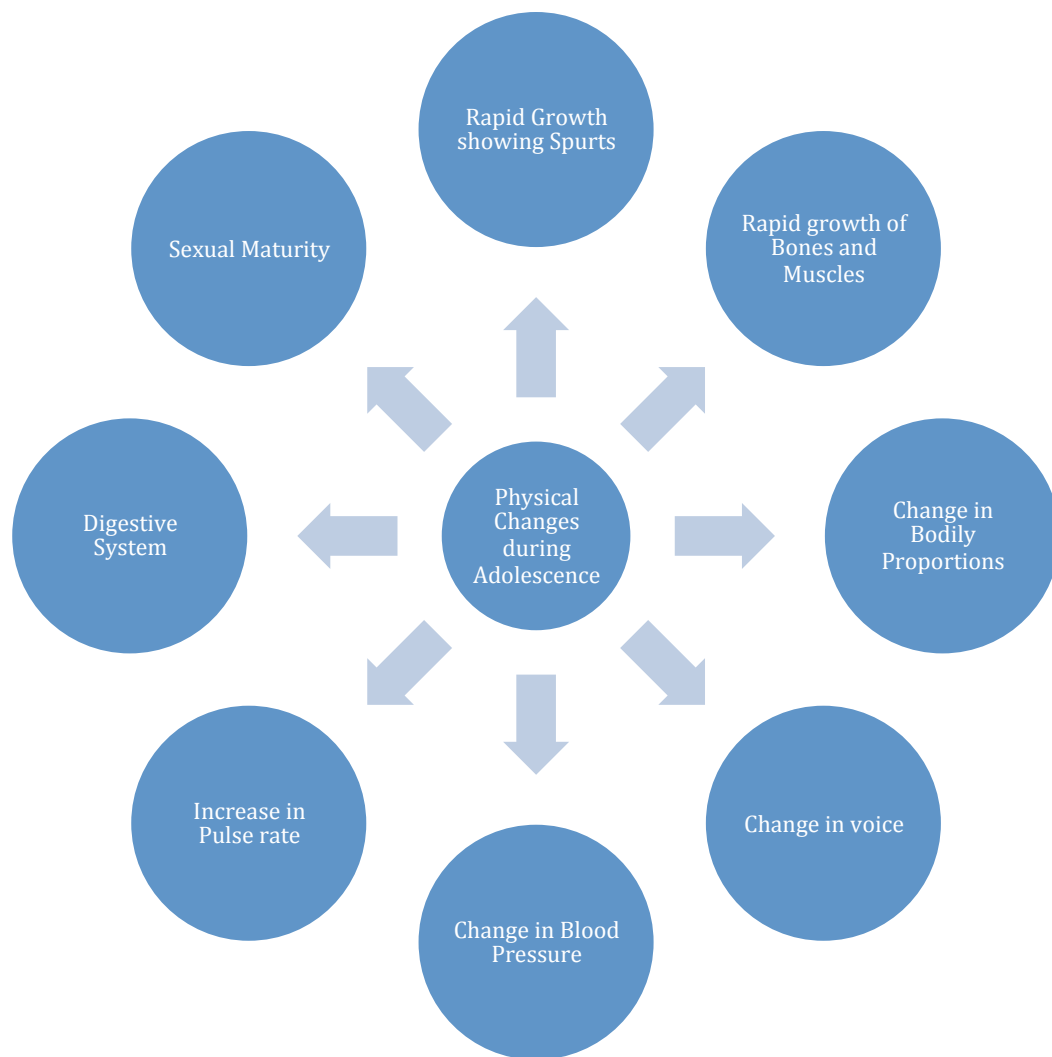 Rapid Growth
showing Spurts
Rapid growth of
Bones and
Muscles
Change in
Bodily
Proportions
Change in voice
Change in Blood
Pressure
Increase in
Pulse rate
Digestive
System
Sexual Maturity
Physical
Changes
during
Adolescence